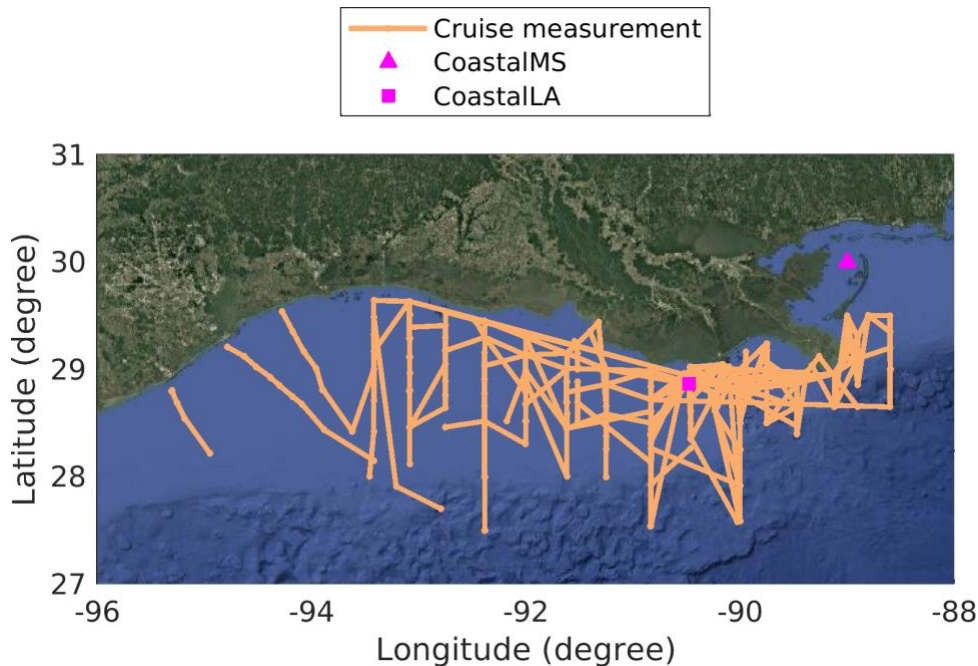 Cruise measurement
CoastalMS
CoastalLA
31
30
29
28
27
Latitude (degree)
-96
-94
-92
-90
-88
Longitude (degree)